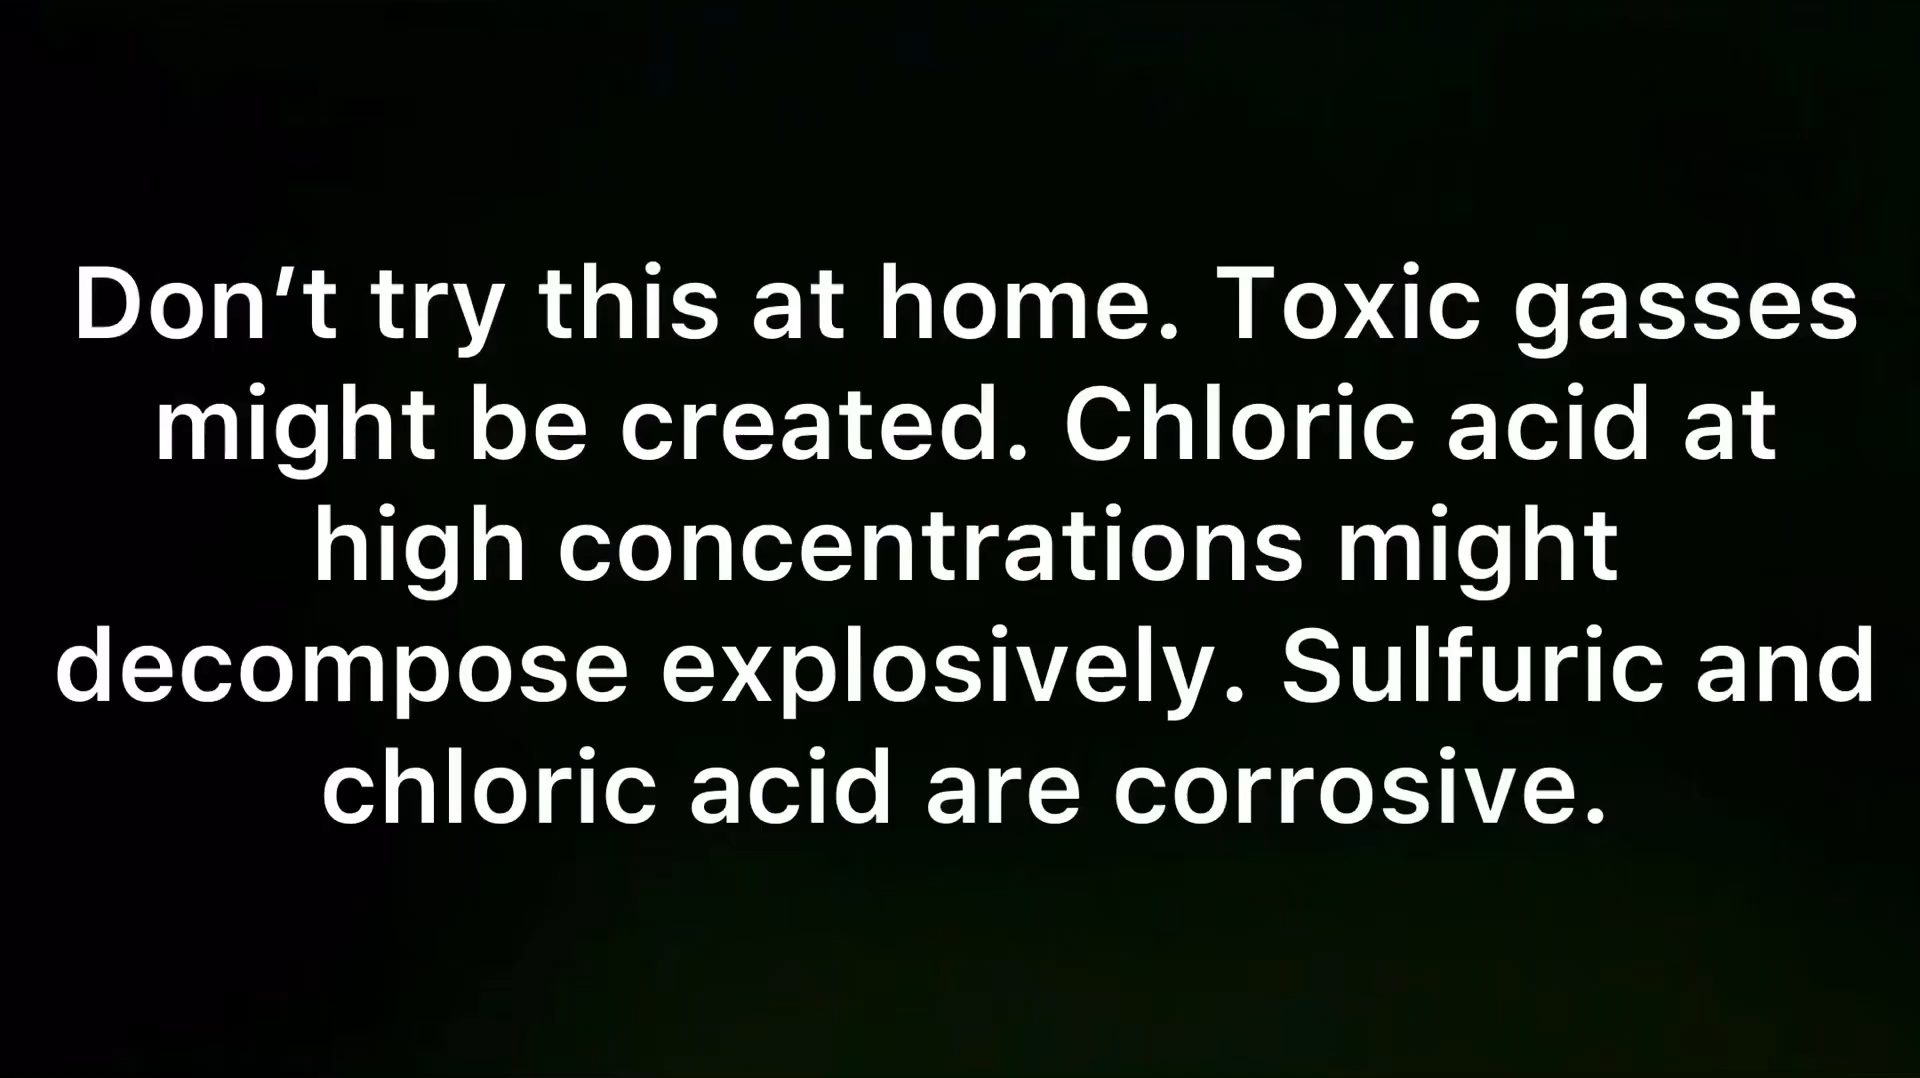 Don’t try this at home. Toxic gasses
might be created. Chloric acid at
high concentrations might
decompose explosively. Sulfuric and
chloric acid are corrosive.